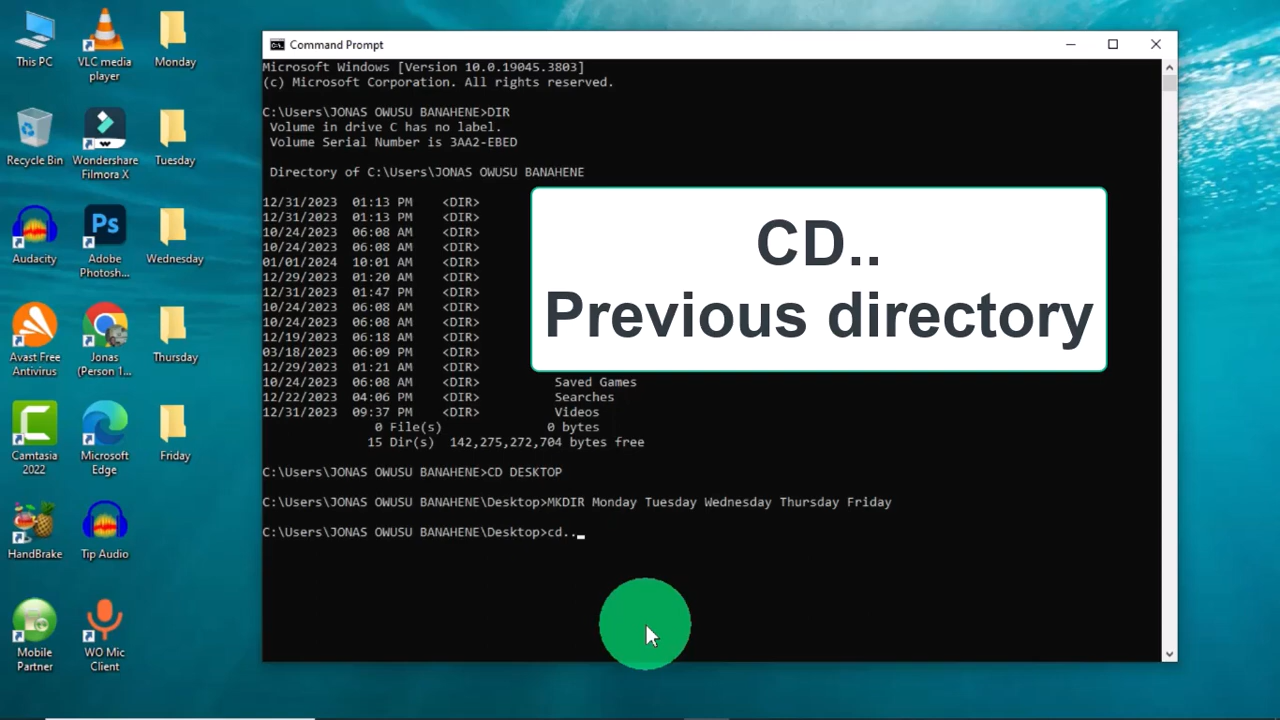 This PC
VLC media
player
Monday
Recycle Bin
Wondershare
Filmora X
Tuesday
Audacity
Ps
Adobe
Photosh...
Wednesday
Avast Free
Antivirus
Jonas
(Person 1...
Thursday
Camtasia
2022
Microsoft
Edge
Friday
HandBrake
Tip Audio
Mobile
Partner
WO Mic
Client
Command Prompt
Microsoft Windows [Version 10.0.19045.3803]
(c) Microsoft Corporation. All rights reserved.
C:\Users\JONAS OWUSU BANAHENE>DIR
Volume in drive C has no label.
Volume Serial Number is 3AA2-EBED
Directory of C:\Users\JONAS OWUSU BANAHENE
12/31/2023 01:13 PM <DIR>
12/31/2023 01:13 PM <DIR>
10/24/2023 06:08 AM <DIR>
10/24/2023 06:08 AM <DIR>
01/01/2024 10:01 AM <DIR>
12/29/2023 01:20 AM <DIR>
12/31/2023 01:47 PM <DIR>
10/24/2023 06:08 AM <DIR>
10/24/2023 06:08 AM <DIR>
12/19/2023 06:18 AM <DIR>
03/18/2023 06:09 PM <DIR>
12/29/2023 01:21 AM <DIR>
10/24/2023 06:08 AM <DIR> Saved Games
12/22/2023 04:06 PM <DIR> Searches
12/31/2023 09:37 PM <DIR> Videos
0 File(s) 0 bytes
15 Dir(s) 142,275,272,704 bytes free
C:\Users\JONAS OWUSU BANAHENE>CD DESKTOP
C:\Users\JONAS OWUSU BANAHENE\Desktop>MKDIR Monday Tuesday Wednesday Thursday Friday
C:\Users\JONAS OWUSU BANAHENE\Desktop>cd..
CD..
Previous directory